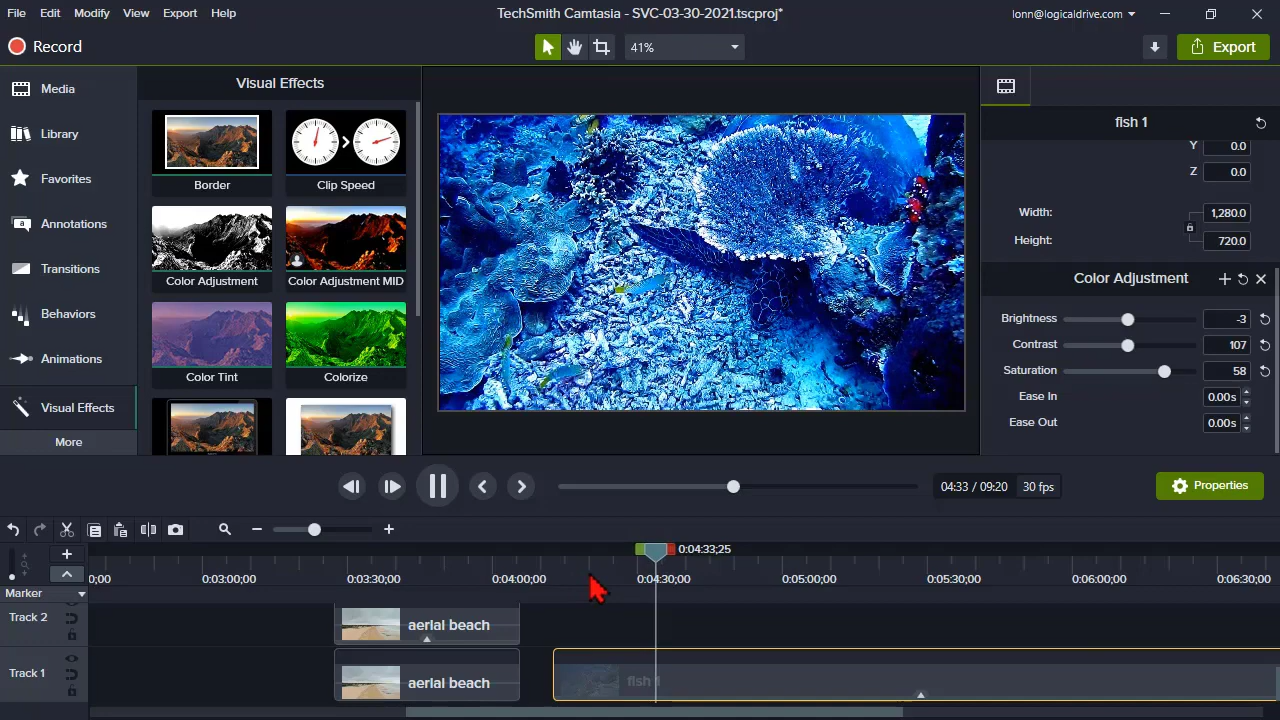 File Edit Modify View Export Help
TechSmith Camtasia - SVC-03-30-2021.tscproj*
lonn@logicaldrive.com
Record
41%
Export
Media
Library
Favorites
Annotations
Transitions
Behaviors
Animations
Visual Effects
More
Visual Effects
Border
Clip Speed
Color Adjustment
Color Adjustment MID
Color Tint
Colorize
fish 1
Y 0.0
Z 0.0
Width: 1,280.0
Height: 720.0
Color Adjustment
Brightness -3
Contrast 107
Saturation 58
Ease In 0.00s
Ease Out 0.00s
04:33 / 09:20 30 fps
Properties
0:04:33;25
0;00 0:03:00;00 0:03:30;00 0:04:00;00 0:04:30;00 0:05:00;00 0:05:30;00 0:06:00;00 0:06:30;00
Marker
Track 2
aerial beach
Track 1
aerial beach
fish 1